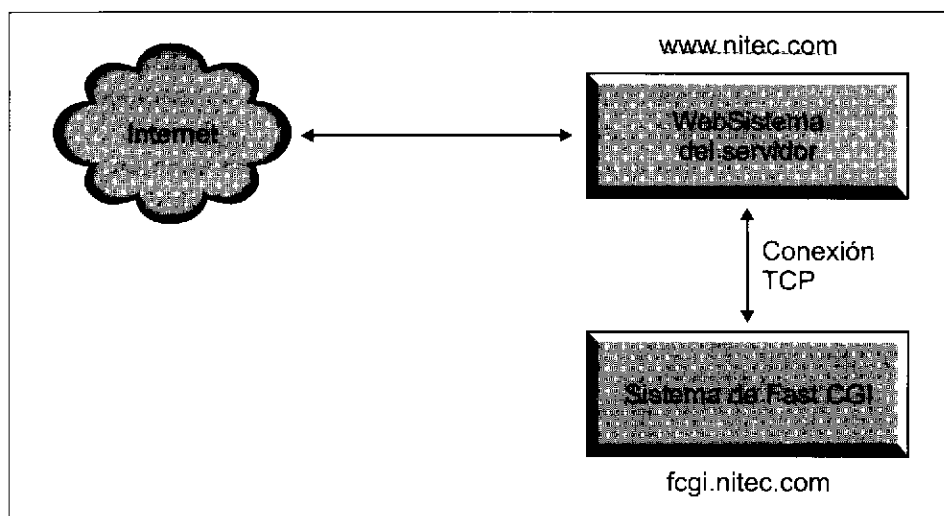 www.nitec.com
Internet
WebSistema
del servidor
Conexión
TCP
Sistema de Fast CGI
fcgi.nitec.com